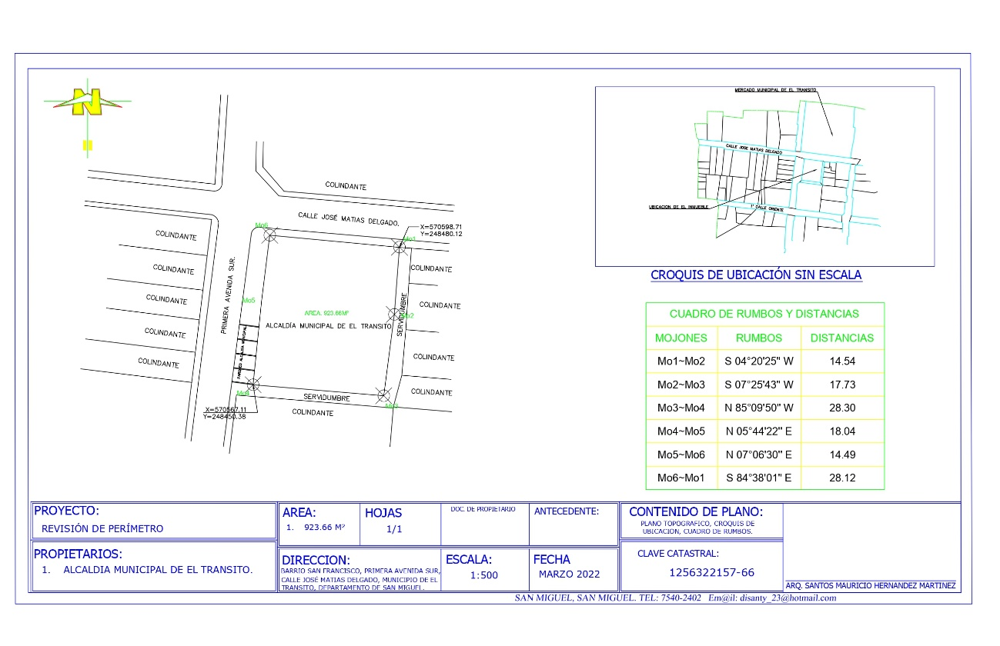 N
MERCADO MUNICIPAL DE EL TRANSITO
CALLE JOSE MATIAS DELGADO
UBICACION DE EL INMUEBLE
1° CALLE ORIENTE
CROQUIS DE UBICACIÓN SIN ESCALA
COLINDANTE
CALLE JOSÉ MATIAS DELGADO.
Mo6
X=570598.71
Y=248480.12
Mo1
COLINDANTE
COLINDANTE
COLINDANTE
COLINDANTE
COLINDANTE
PRIMERA AVENIDA SUR.
Mo5
AREA. 923.66M²
ALCALDÍA MUNICIPAL DE EL TRANSITO
SERVIDUMBRE
Mo2
COLINDANTE
COLINDANTE
COLINDANTE
COLINDANTE
PARQUEO ALCALDIA MUNICIPAL
Mo4
SERVIDUMBRE
Mo3
COLINDANTE
X=570567.11
Y=248450.38
CUADRO DE RUMBOS Y DISTANCIAS
MOJONES RUMBOS DISTANCIAS
Mo1~Mo2 S 04°20'25" W 14.54
Mo2~Mo3 S 07°25'43" W 17.73
Mo3~Mo4 N 85°09'50" W 28.30
Mo4~Mo5 N 05°44'22" E 18.04
Mo5~Mo6 N 07°06'30" E 14.49
Mo6~Mo1 S 84°38'01" E 28.12
PROYECTO:
REVISIÓN DE PERÍMETRO
PROPIETARIOS:
1. ALCALDIA MUNICIPAL DE EL TRANSITO.
AREA:
1. 923.66 M²
HOJAS
1/1
DOC. DE PROPIETARIO
ANTECEDENTE:
DIRECCION:
BARRIO SAN FRANCISCO, PRIMERA AVENIDA SUR,
CALLE JOSÉ MATIAS DELGADO, MUNICIPIO DE EL
TRANSITO, DEPARTAMENTO DE SAN MIGUEL.
ESCALA:
1:500
FECHA
MARZO 2022
CONTENIDO DE PLANO:
PLANO TOPOGRAFICO, CROQUIS DE
UBICACION, CUADRO DE RUMBOS.
CLAVE CATASTRAL:
1256322157-66
ARQ. SANTOS MAURICIO HERNANDEZ MARTINEZ
SAN MIGUEL, SAN MIGUEL. TEL: 7540-2402 Em@il: disanty_23@hotmail.com